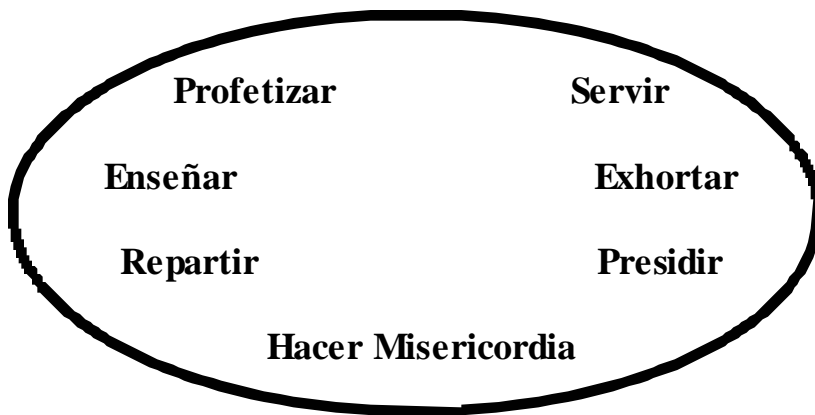 Profetizar Servir
Enseñar Exhortar
Repartir Presidir
Hacer Misericordia